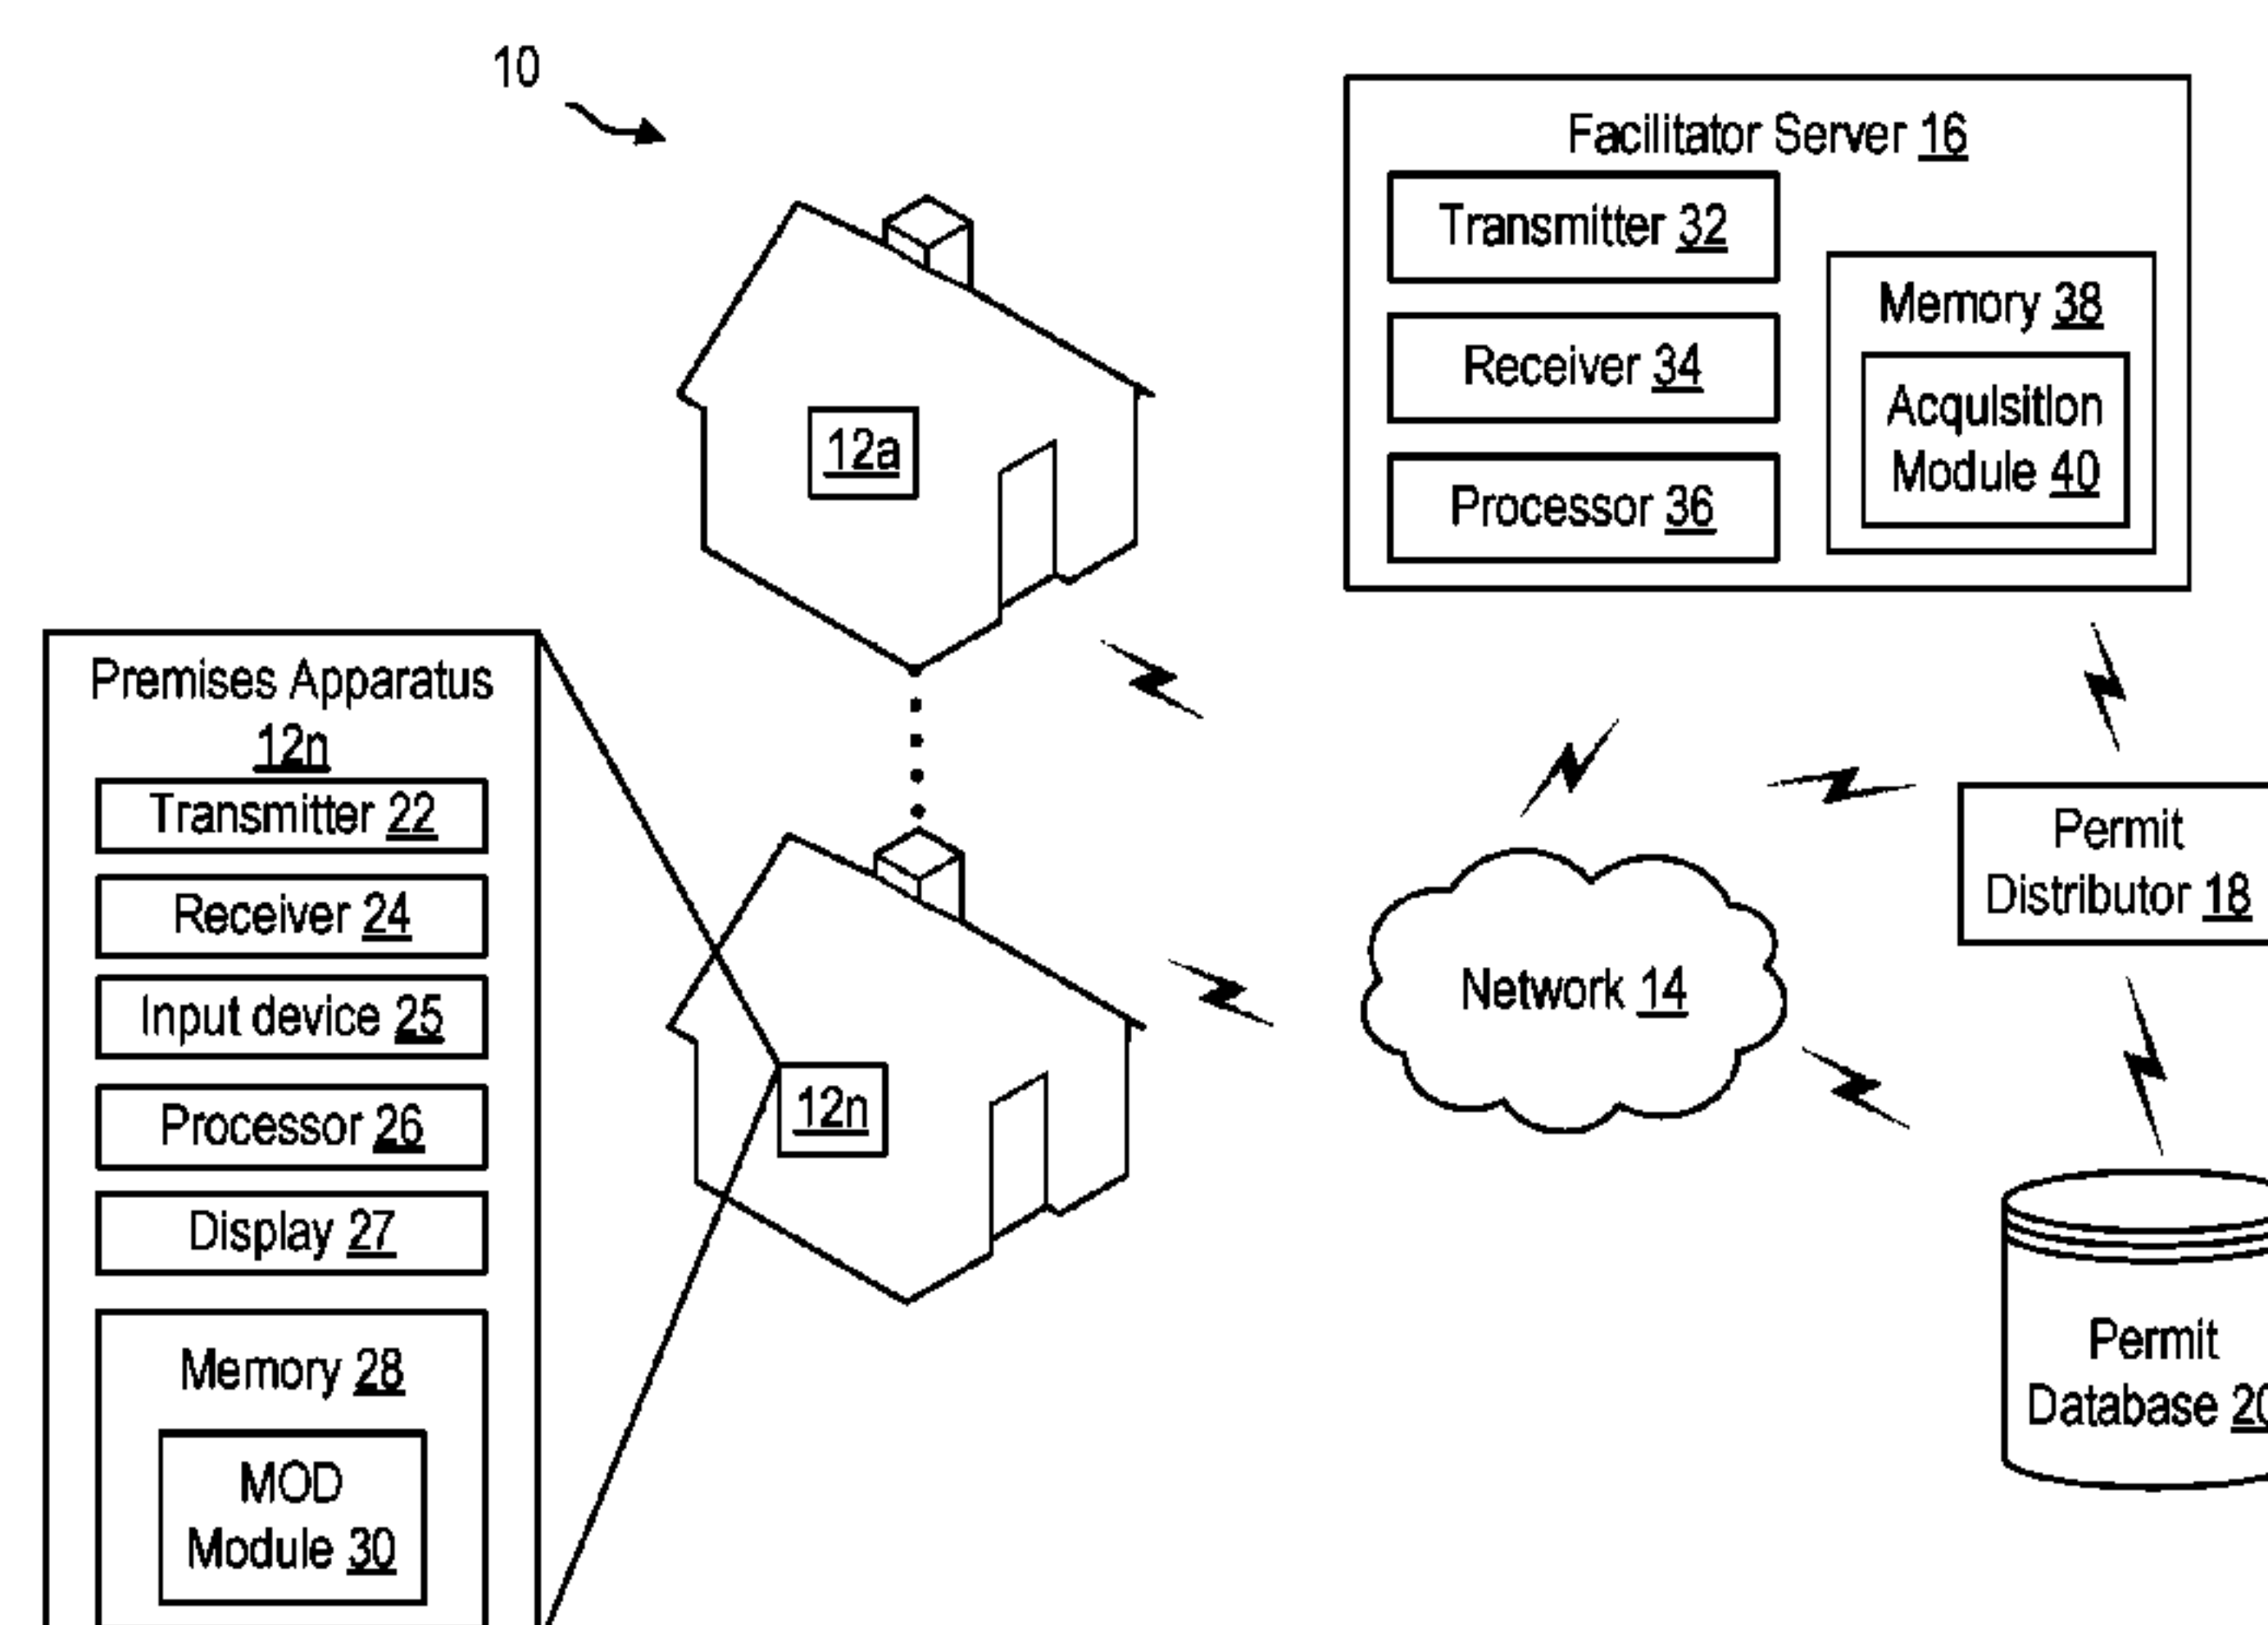 10
Facilitator Server 16
Transmitter 32
Receiver 34
Processor 36
Memory 38
Acquisition
Module 40
12a
Premises Apparatus
12n
Transmitter 22
Receiver 24
Input device 25
Processor 26
Display 27
Memory 28
MOD
Module 30
12n
Network 14
Permit
Distributor 18
Permit
Database 20